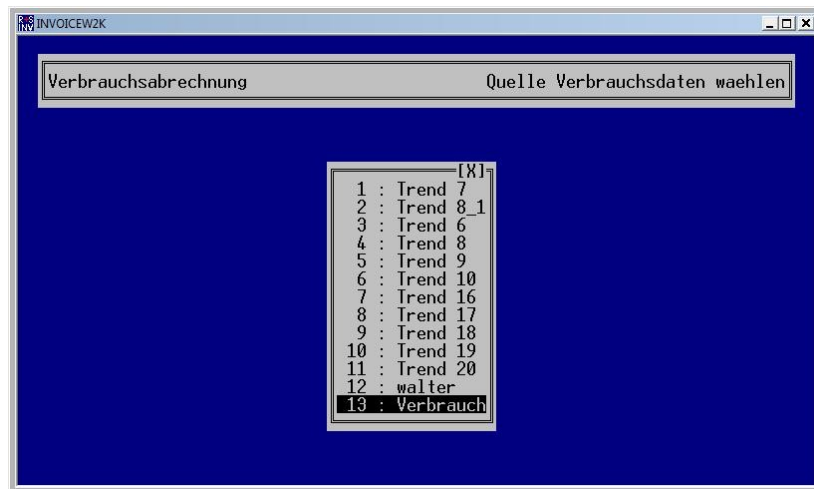 R*S
INV
INVOICEW2K
Verbrauchsabrechnung Quelle Verbrauchsdaten waehlen
[X]
1 : Trend 7
2 : Trend 8_1
3 : Trend 6
4 : Trend 8
5 : Trend 9
6 : Trend 10
7 : Trend 16
8 : Trend 17
9 : Trend 18
10 : Trend 19
11 : Trend 20
12 : walter
13 : Verbrauch